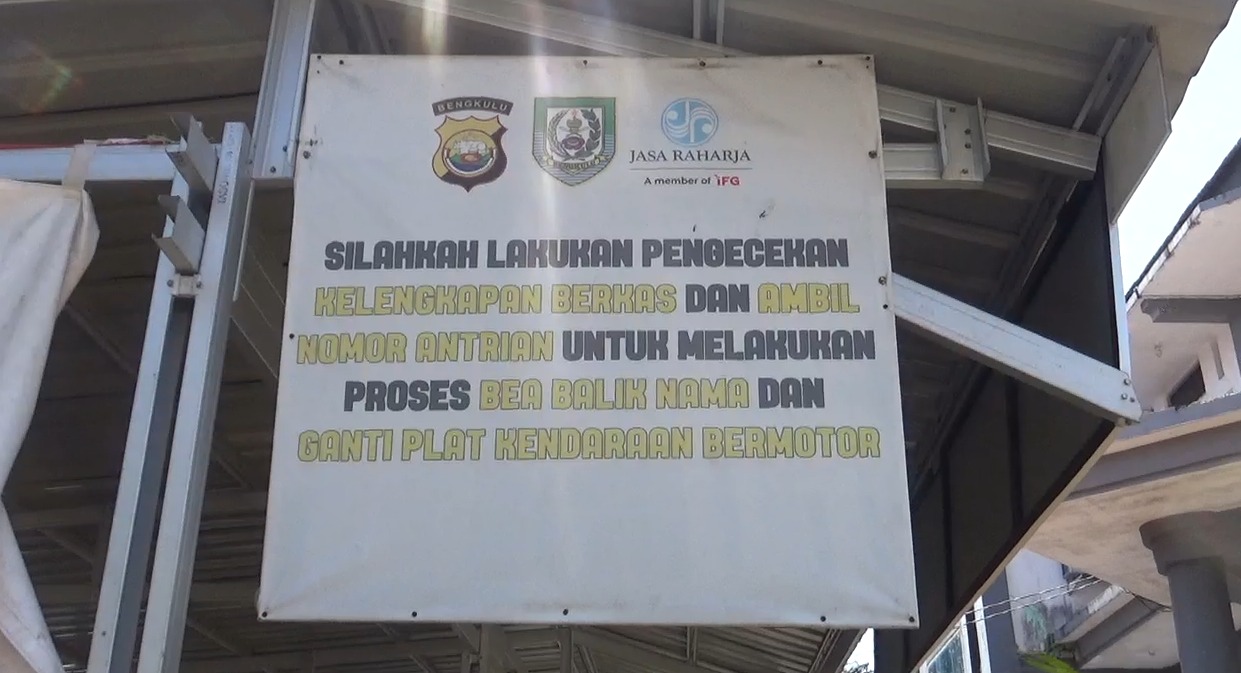 BENGKULU
JASA RAHARJA
A member of IFG
SILAHKAH LAKUKAN PENGECEKAN
KELENGKAPAN BERKAS DAN AMBIL
NOMOR ANTRIAN UNTUK MELAKUKAN
PROSES BEA BALIK NAMA DAN
GANTI PLAT KENDARAAN BERMOTOR